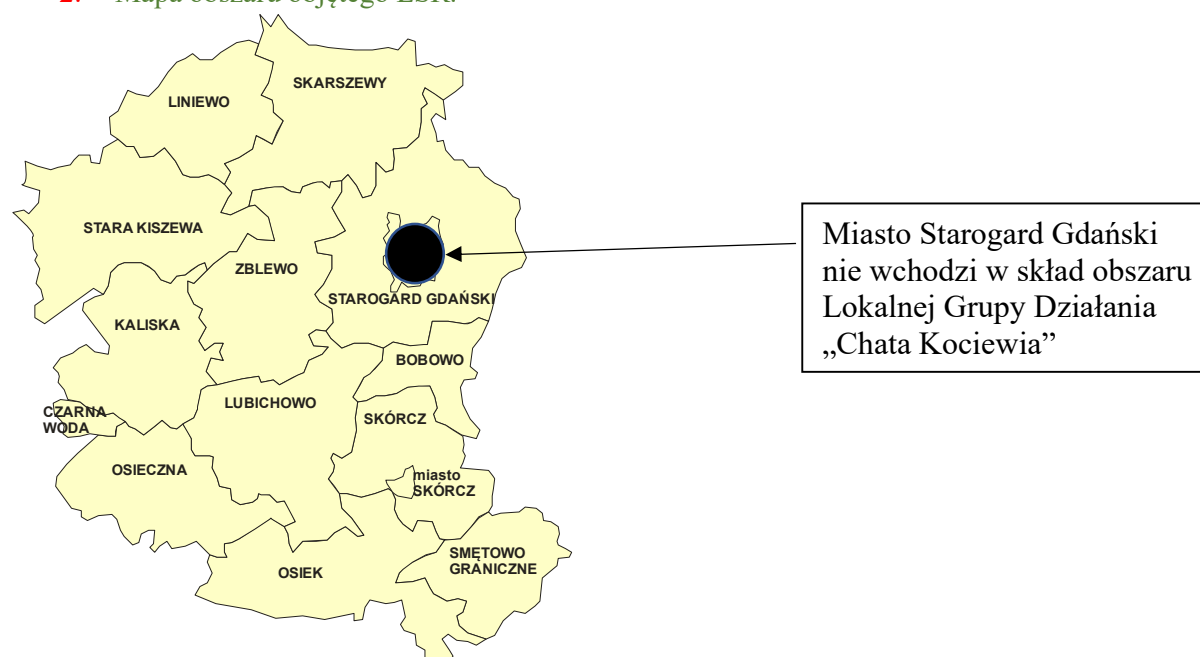 2. Mapa obszaru objętego LSR.
SKARSZEWY
LINIEWO
STARA KISZEWA
ZBLEWO
STAROGARD GDAŃSKI
KALISKA
BOBOWO
LUBICHOWO
CZARNA
WODA
SKÓRCZ
OSIECZNA
miasto
SKÓRCZ
SMĘTOWO
GRANICZNE
OSIEK
Miasto Starogard Gdański
nie wchodzi w skład obszaru
Lokalnej Grupy Działania
„Chata Kociewia”